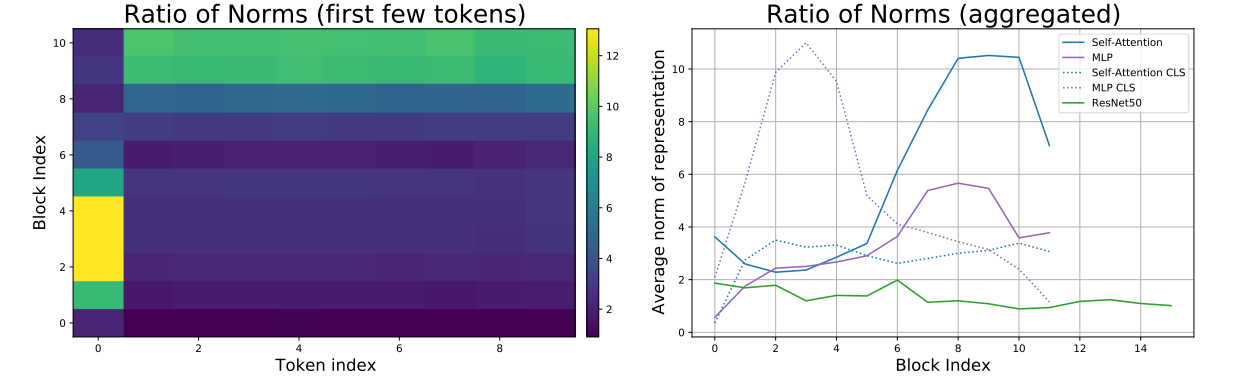 Ratio of Norms (first few tokens)
Block Index
10
8
6
4
2
0
0
2
4
6
8
Token index
12
10
8
6
4
2
Ratio of Norms (aggregated)
Average norm of representation
10
8
6
4
2
0
0
2
4
6
8
10
12
14
Block Index
Self-Attention
MLP
Self-Attention CLS
MLP CLS
ResNet50